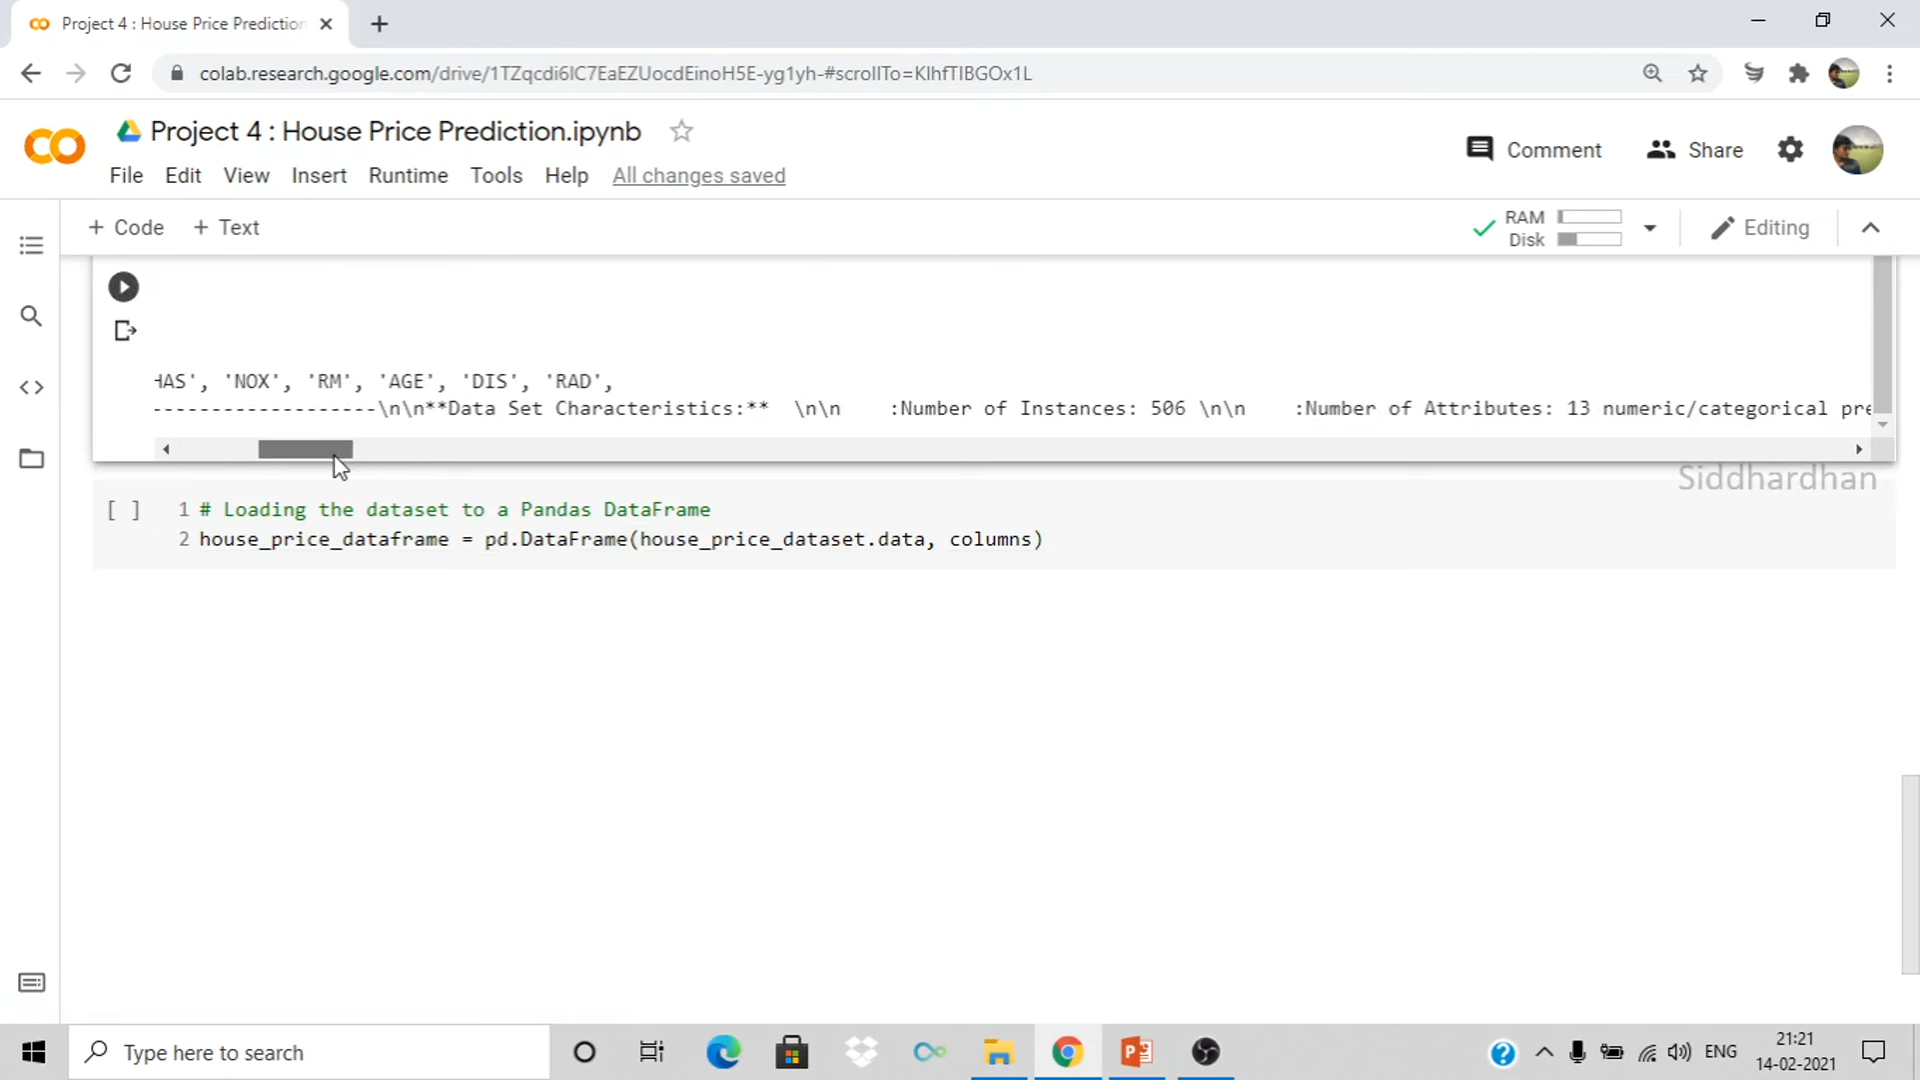 Project 4 : House Price Prediction
colab.research.google.com/drive/1TZqcdi6IC7EaEZUocdEinoH5E-yg1yh-#scrollTo=KIhfTIBGOx1L
Project 4 : House Price Prediction.ipynb
Comment
Share
File Edit View Insert Runtime Tools Help All changes saved
+ Code + Text
RAM
Disk
Editing
HAS', 'NOX', 'RM', 'AGE', 'DIS', 'RAD',
-------------------\n\n**Data Set Characteristics:** \n\n :Number of Instances: 506 \n\n :Number of Attributes: 13 numeric/categorical pre
Siddhardhan
[ ] 1 # Loading the dataset to a Pandas DataFrame
2 house_price_dataframe = pd.DataFrame(house_price_dataset.data, columns)
Type here to search
ENG
21:21
14-02-2021